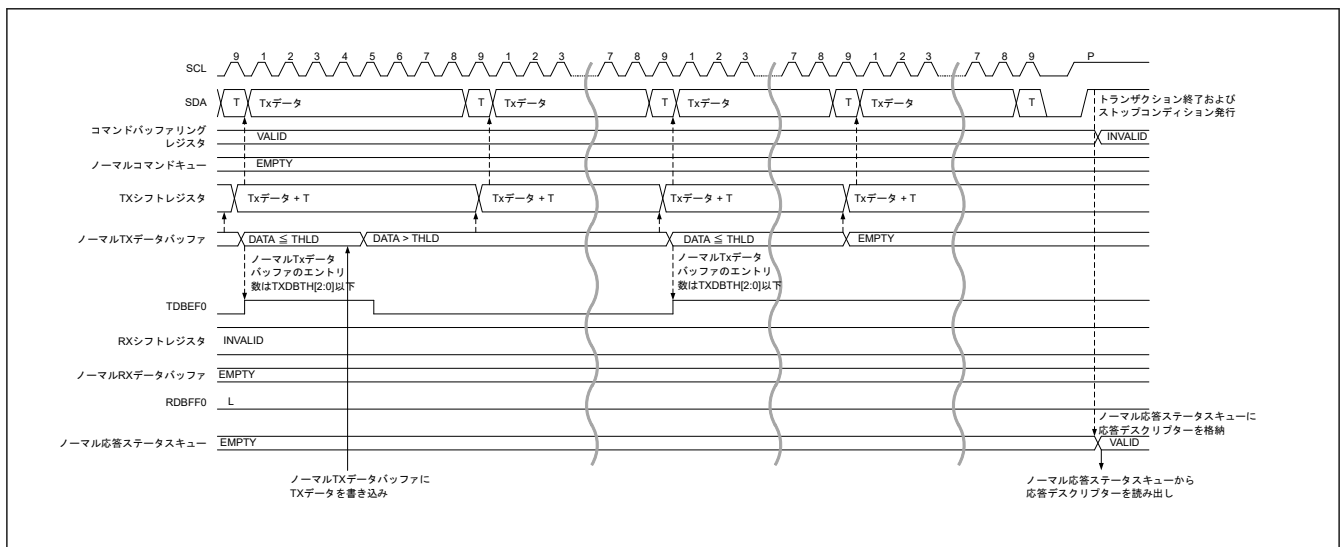 9 1 2 3 4 5 6 7 8 9 1 2 3 7 8 9 1 2 3 7 8 9 1 2 3 7 8 9 P
SCL
SDA T Txデータ T Txデータ T Txデータ T Txデータ T
トランザクション終了および
ストップコンディション発行
コマンドバッファリング
レジスタ
VALID INVALID
ノーマルコマンドキュー EMPTY
TXシフトレジスタ Txデータ + T Txデータ + T Txデータ + T Txデータ + T
ノーマルTXデータバッファ DATA ≦ THLD DATA > THLD DATA ≦ THLD EMPTY
ノーマルTxデータ
バッファのエントリ
数はTXDBTH[2:0]以下
ノーマルTxデータ
バッファのエントリ
数はTXDBTH[2:0]以下
TDBEF0
RXシフトレジスタ INVALID
ノーマルRXデータバッファ EMPTY
RDBFF0 L
ノーマル応答ステータスキューに
応答デスクリプターを格納
ノーマル応答ステータスキュー EMPTY VALID
ノーマルTXデータバッファに
TXデータを書き込み
ノーマル応答ステータスキューから
応答デスクリプターを読み出し